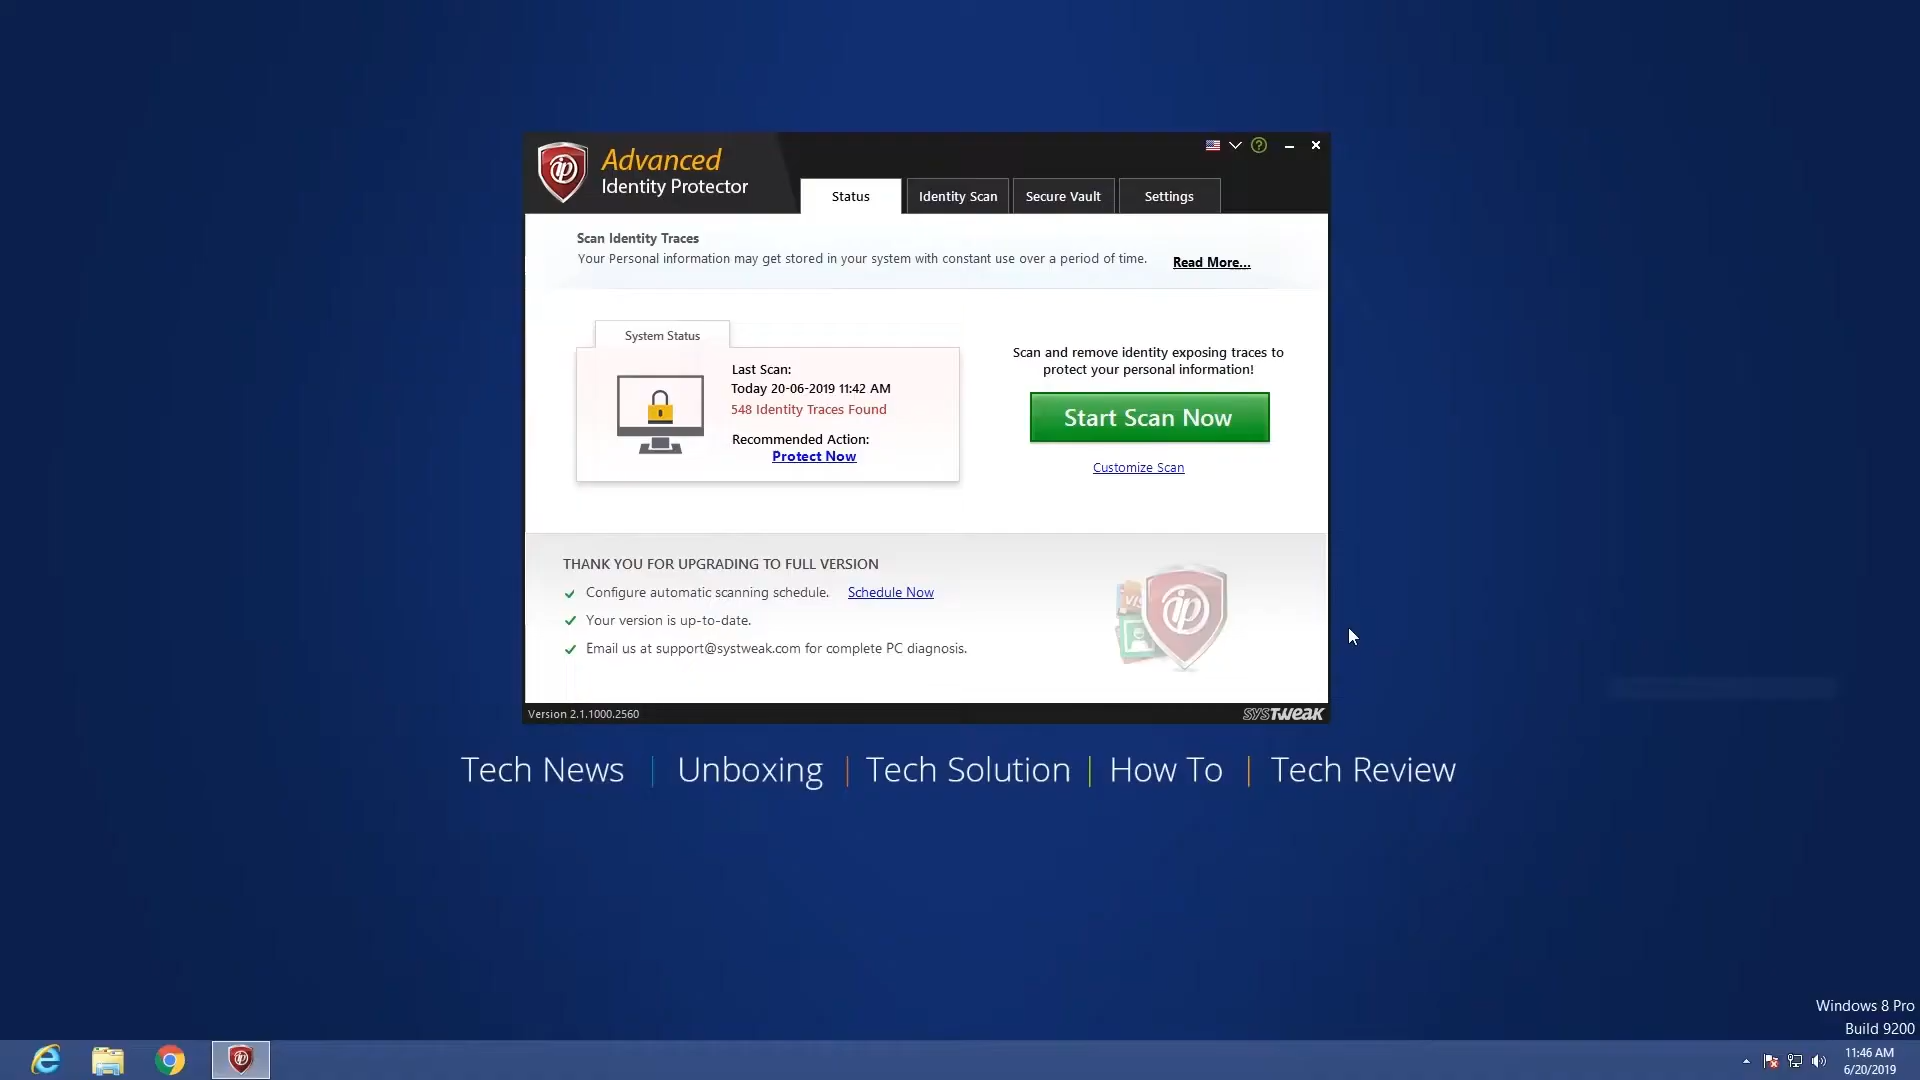 Advanced
Identity Protector
Status
Identity Scan
Secure Vault
Settings
Scan Identity Traces
Your Personal information may get stored in your system with constant use over a period of time.
Read More...
System Status
Last Scan:
Today 20-06-2019 11:42 AM
548 Identity Traces Found
Recommended Action:
Protect Now
Scan and remove identity exposing traces to
protect your personal information!
Start Scan Now
Customize Scan
THANK YOU FOR UPGRADING TO FULL VERSION
Configure automatic scanning schedule. Schedule Now
Your version is up-to-date.
Email us at support@systweak.com for complete PC diagnosis.
Version 2.1.1000.2560
SYSTWEAK
Tech News | Unboxing | Tech Solution | How To | Tech Review
Windows 8 Pro
Build 9200
11:46 AM
6/20/2019